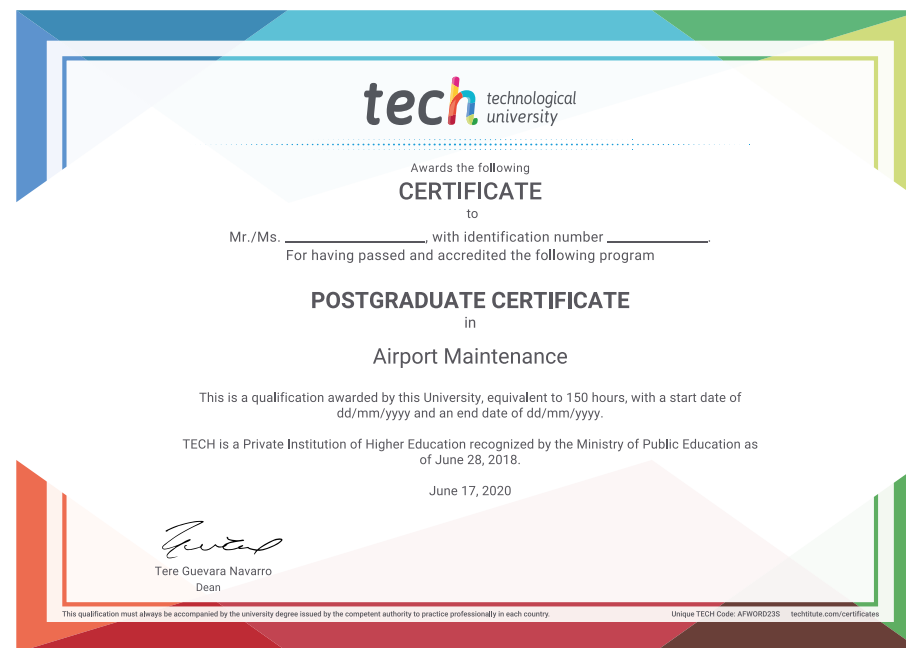 tech technological
university
Awards the following
CERTIFICATE
to
Mr./Ms. ____________________, with identification number ______________.
For having passed and accredited the following program
POSTGRADUATE CERTIFICATE
in
Airport Maintenance
This is a qualification awarded by this University, equivalent to 150 hours, with a start date of
dd/mm/yyyy and an end date of dd/mm/yyyy.
TECH is a Private Institution of Higher Education recognized by the Ministry of Public Education as
of June 28, 2018.
June 17, 2020
Tere Guevara Navarro
Dean
This qualification must always be accompanied by the university degree issued by the competent authority to practice professionally in each country. Unique TECH Code: AFWORD23S techtitute.com/certificates